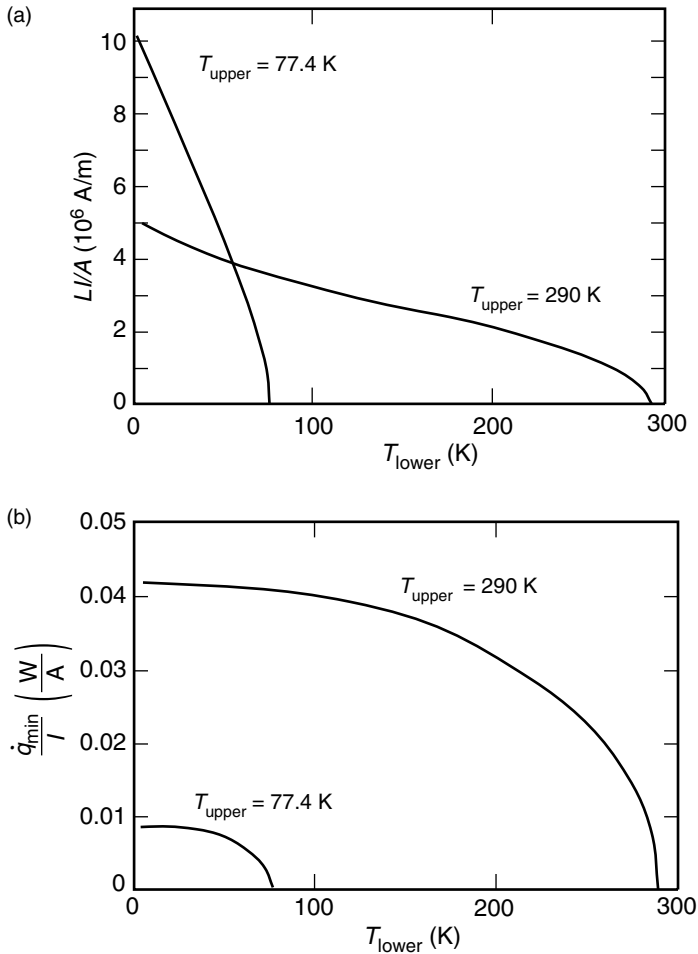 (a)
10
8
6
4
2
0
LI/A (10⁶ A/m)
T_upper = 77.4 K
T_upper = 290 K
0 100 200 300
T_lower (K)
(b)
0.05
0.04
0.03
0.02
0.01
0
q̇_min/I (W/A)
T_upper = 290 K
T_upper = 77.4 K
0 100 200 300
T_lower (K)